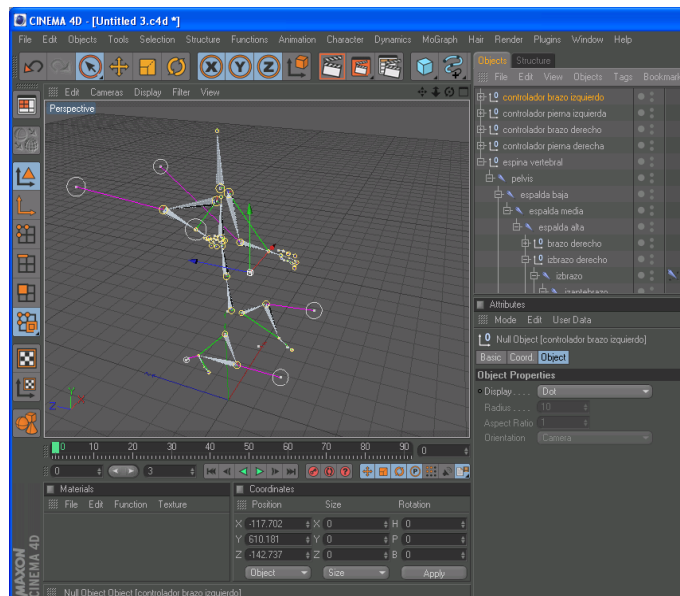 CINEMA 4D - [Untitled 3.c4d *]
File Edit Objects Tools Selection Structure Functions Animation Character Dynamics MoGraph Hair Render Plugins Window Help
X Y Z
Objects Structure
File Edit View Objects Tags Bookmark
Edit Cameras Display Filter View
Perspective
controlador brazo izquierdo
controlador pierna izquierda
controlador brazo derecho
controlador pierna derecha
espina vertebral
pelvis
espalda baja
espalda media
espalda alta
brazo derecho
izbrazo derecho
izbrazo
izantebrazo
Attributes
Mode Edit User Data
Null Object [controlador brazo izquierdo]
Basic Coord. Object
Object Properties
Display . . . . Dot
Radius . . . . 10
Aspect Ratio 1
Orientation Camera
Y
Z X
0 10 20 30 40 50 60 70 80 90 0
0 3
Materials
File Edit Function Texture
Coordinates
Position Size Rotation
X -117.702 X 0 H 0
Y 610.181 Y 0 P 0
Z -142.737 Z 0 B 0
Object Size Apply
MAXON
CINEMA 4D
Null Object Object [controlador brazo izquierdo]